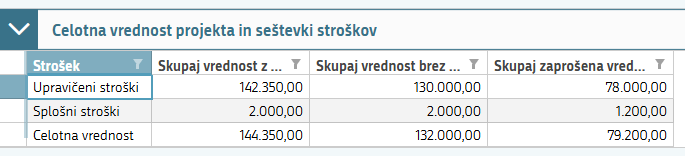 Celotna vrednost projekta in seštevki stroškov
Strošek Skupaj vrednost z ... Skupaj vrednost brez ... Skupaj zaprošena vred...
Upravičeni stroški 142.350,00 130.000,00 78.000,00
Splošni stroški 2.000,00 2.000,00 1.200,00
Celotna vrednost 144.350,00 132.000,00 79.200,00